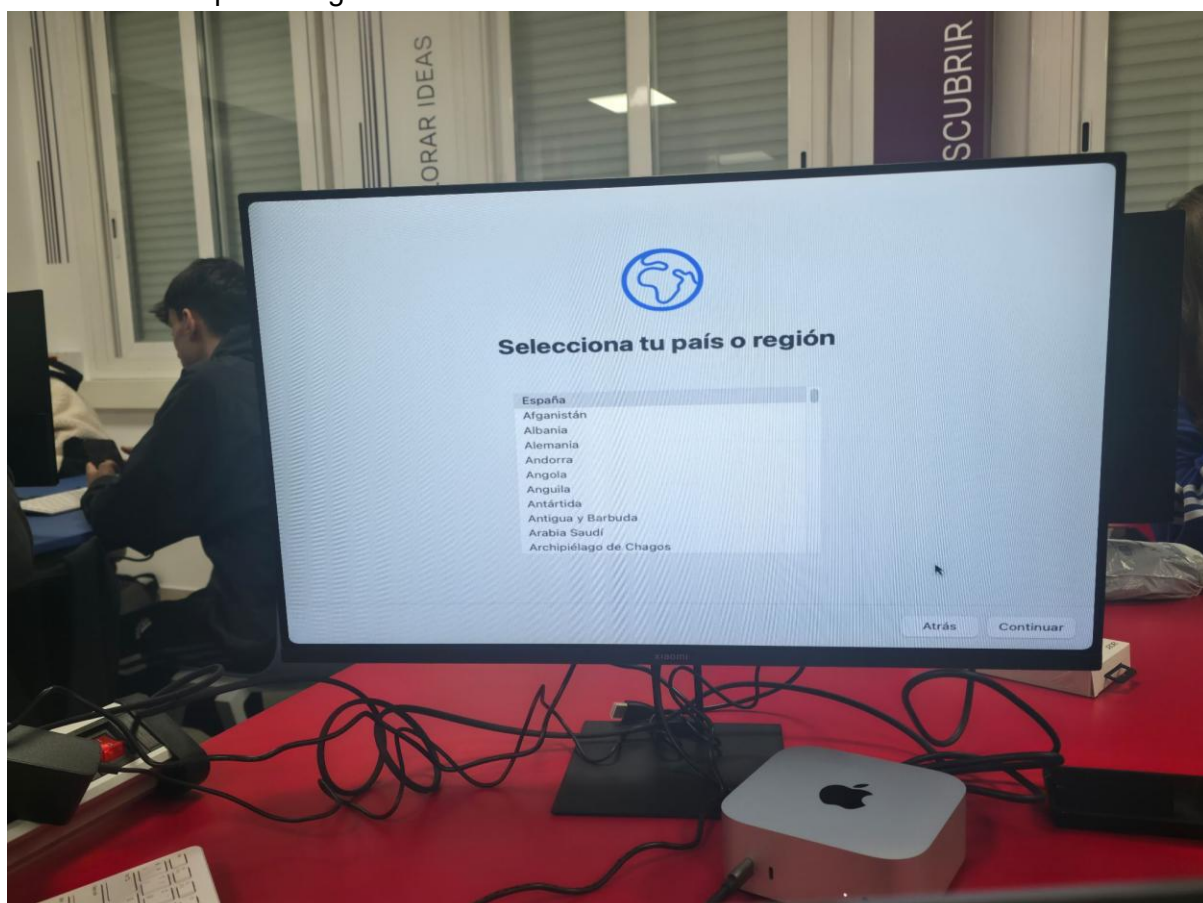 ORAR IDEAS
SCUBRIR
Selecciona tu país o región
España
Afganistán
Albania
Alemania
Andorra
Angola
Anguila
Antártida
Antigua y Barbuda
Arabia Saudí
Archipiélago de Chagos
Atrás
Continuar
xiaomi